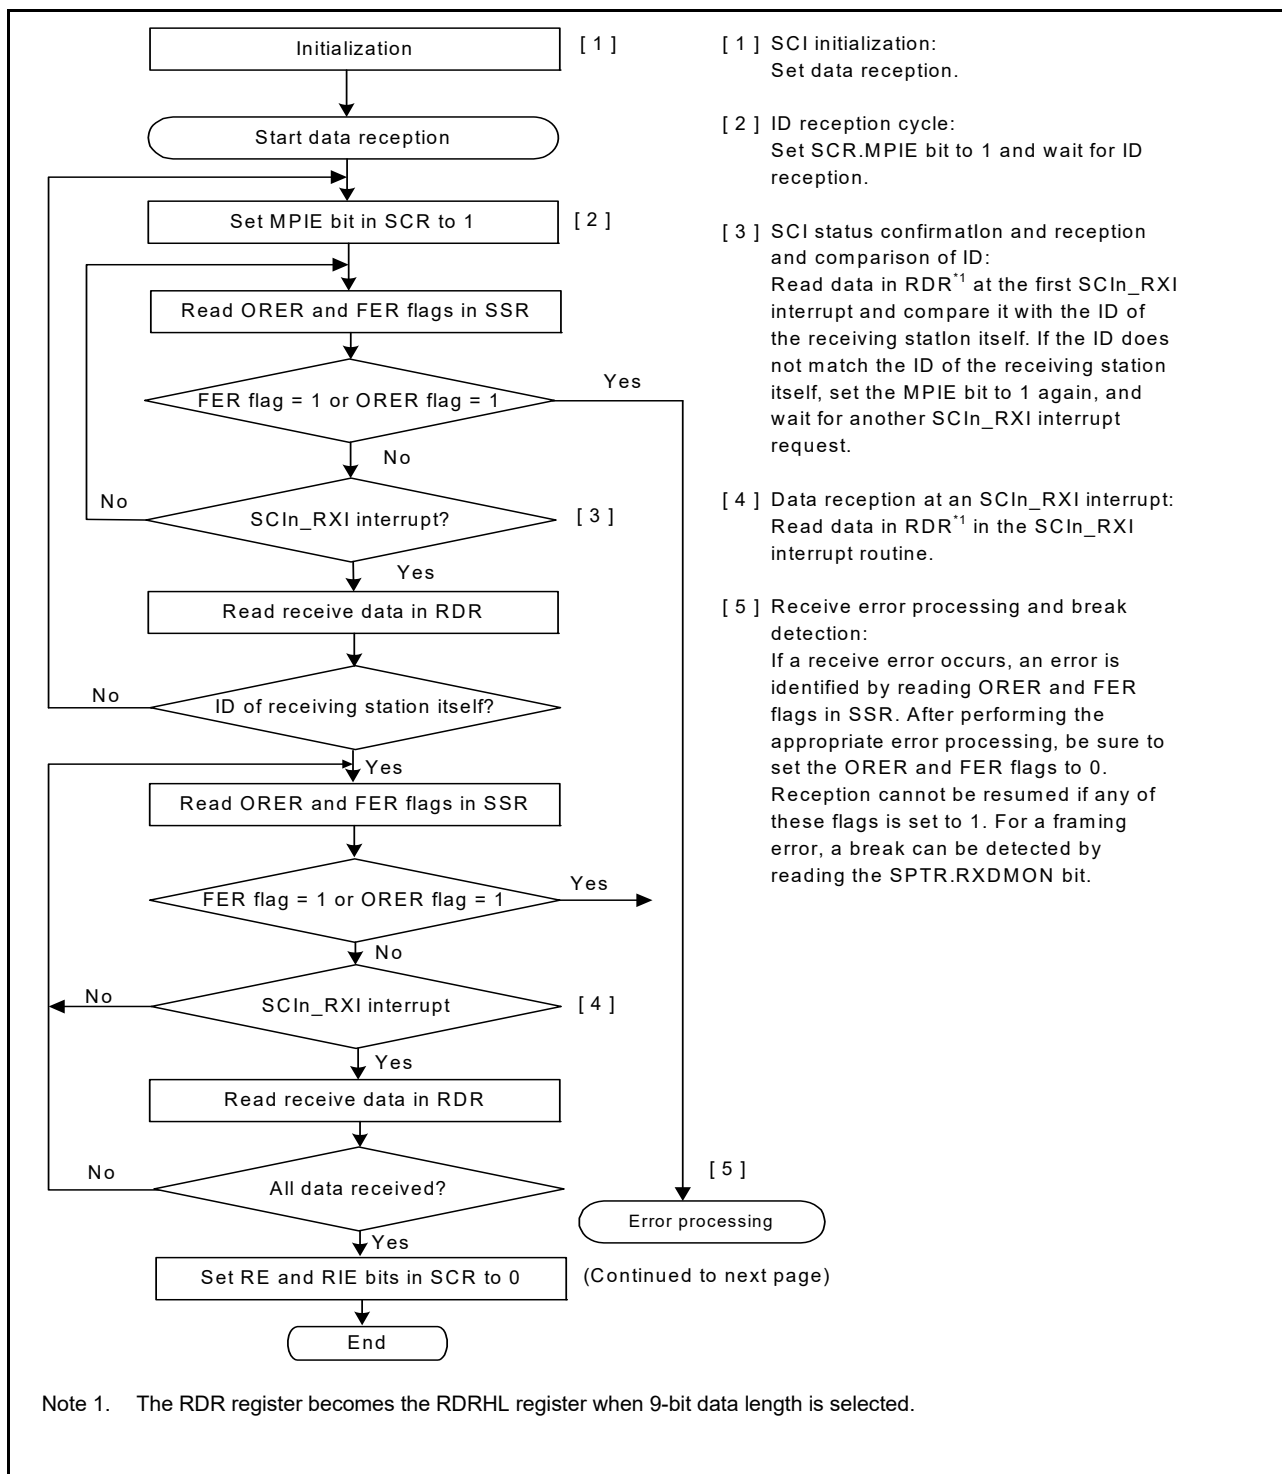 Initialization
[ 1 ]
Start data reception
Set MPIE bit in SCR to 1
[ 2 ]
Read ORER and FER flags in SSR
FER flag = 1 or ORER flag = 1
Yes
No
No
SCIn_RXI interrupt?
[ 3 ]
Yes
Read receive data in RDR
No
ID of receiving station itself?
Yes
Read ORER and FER flags in SSR
FER flag = 1 or ORER flag = 1
Yes
No
No
SCIn_RXI interrupt
[ 4 ]
Yes
Read receive data in RDR
No
All data received?
[ 5 ]
Error processing
Yes
Set RE and RIE bits in SCR to 0
(Continued to next page)
End
[ 1 ] SCI initialization:
Set data reception.
[ 2 ] ID reception cycle:
Set SCR.MPIE bit to 1 and wait for ID
reception.
[ 3 ] SCI status confirmatIon and reception
and comparison of ID:
Read data in RDR*1 at the first SCIn_RXI
interrupt and compare it with the ID of
the receiving statIon itself. If the ID does
not match the ID of the receiving station
itself, set the MPIE bit to 1 again, and
wait for another SCIn_RXI interrupt
request.
[ 4 ] Data reception at an SCIn_RXI interrupt:
Read data in RDR*1 in the SCIn_RXI
interrupt routine.
[ 5 ] Receive error processing and break
detection:
If a receive error occurs, an error is
identified by reading ORER and FER
flags in SSR. After performing the
appropriate error processing, be sure to
set the ORER and FER flags to 0.
Reception cannot be resumed if any of
these flags is set to 1. For a framing
error, a break can be detected by
reading the SPTR.RXDMON bit.
Note 1. The RDR register becomes the RDRHL register when 9-bit data length is selected.